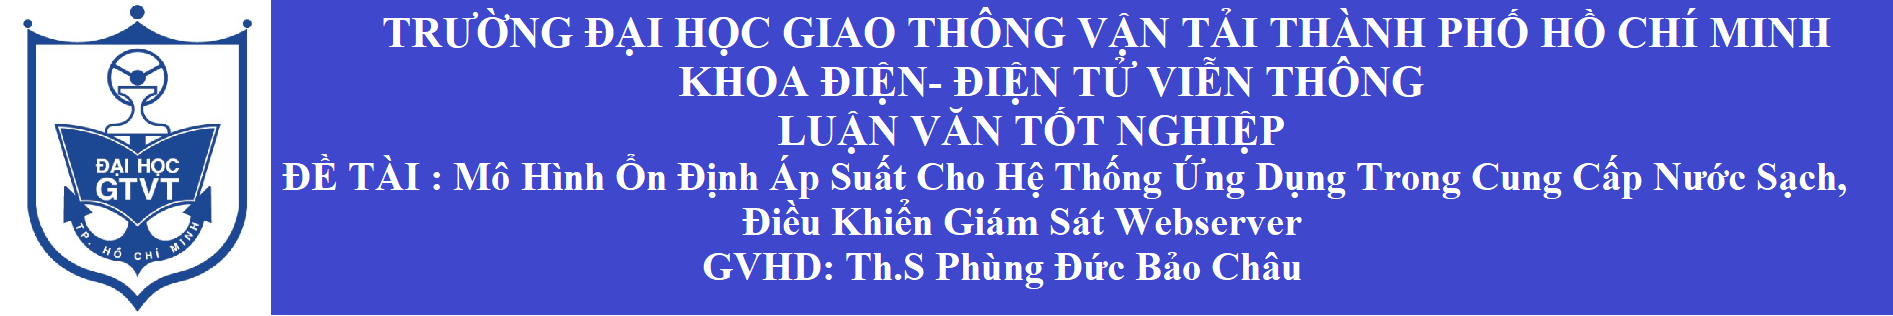 ĐẠI HỌC
GTVT
TP. HỒ CHÍ MINH
TRƯỜNG ĐẠI HỌC GIAO THÔNG VẬN TẢI THÀNH PHỐ HỒ CHÍ MINH
KHOA ĐIỆN- ĐIỆN TỬ VIỄN THÔNG
LUẬN VĂN TỐT NGHIỆP
ĐỀ TÀI : Mô Hình Ổn Định Áp Suất Cho Hệ Thống Ứng Dụng Trong Cung Cấp Nước Sạch,
Điều Khiển Giám Sát Webserver
GVHD: Th.S Phùng Đức Bảo Châu